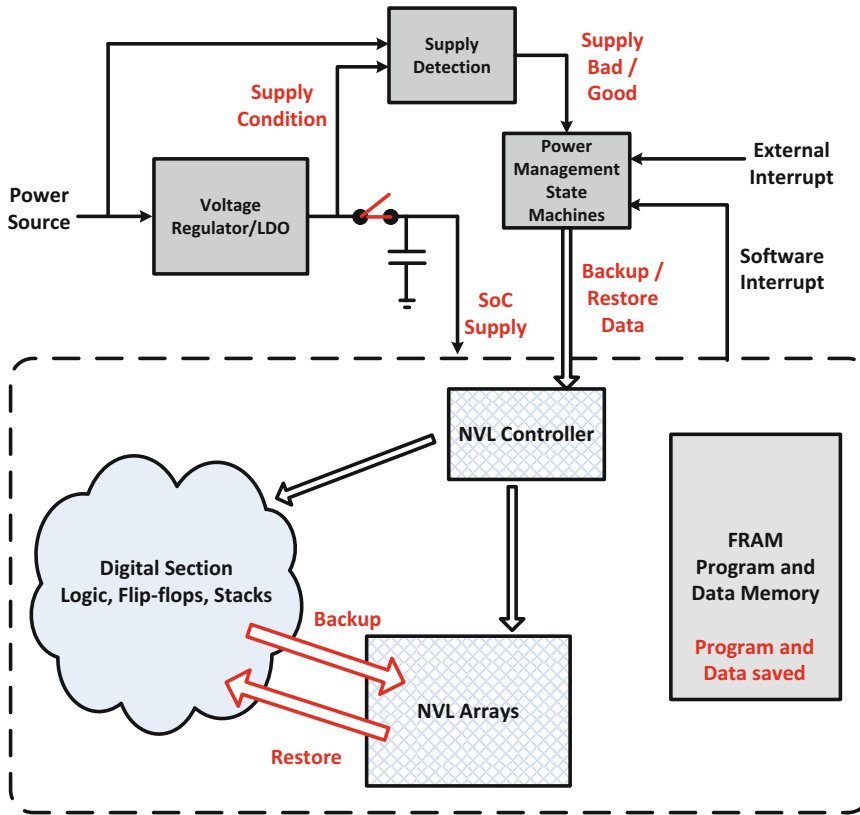 Supply
Detection
Supply
Bad /
Good
Supply
Condition
Power
Management
State
Machines
External
Interrupt
Power
Source
Voltage
Regulator/LDO
Software
Interrupt
SoC
Supply
Backup /
Restore
Data
NVL Controller
FRAM
Program and
Data Memory
Program and
Data saved
Digital Section
Logic, Flip-flops, Stacks
Backup
NVL Arrays
Restore